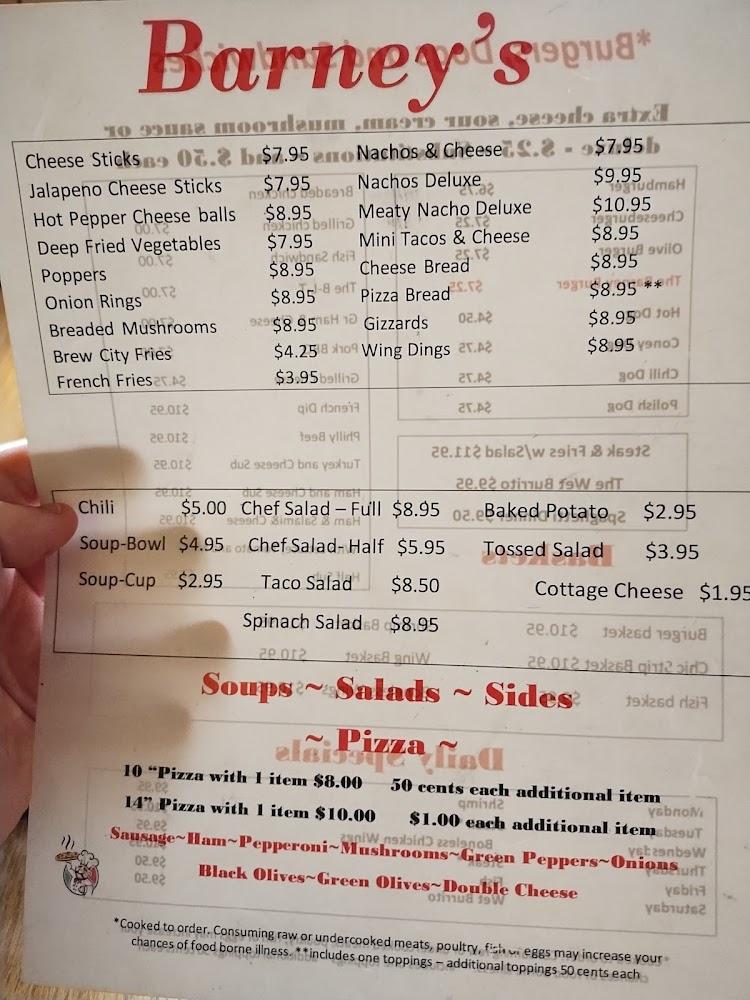 Barney's
Cheese Sticks $7.95 Nachos & Cheese $7.95
Jalapeno Cheese Sticks $7.95 Nachos Deluxe $9.95
Hot Pepper Cheese balls $8.95 Meaty Nacho Deluxe $10.95
Deep Fried Vegetables $7.95 Mini Tacos & Cheese $8.95
Poppers $8.95 Cheese Bread $8.95
Onion Rings $8.95 Pizza Bread $8.95 **
Breaded Mushrooms $8.95 Gizzards $8.95
Brew City Fries $4.25 Wing Dings $8.95
French Fries $3.95
Chili $5.00 Chef Salad – Full $8.95 Baked Potato $2.95
Soup-Bowl $4.95 Chef Salad- Half $5.95 Tossed Salad $3.95
Soup-Cup $2.95 Taco Salad $8.50 Cottage Cheese $1.95
Spinach Salad $8.95
Soups ~ Salads ~ Sides
~ Pizza ~
10 “Pizza with 1 item $8.00 50 cents each additional item
14” Pizza with 1 item $10.00 $1.00 each additional item
Sausage~Ham~Pepperoni~Mushrooms~Green Peppers~Onions
Black Olives~Green Olives~Double Cheese
*Cooked to order. Consuming raw or undercooked meats, poultry, fish or eggs may increase your
chances of food borne illness. **includes one toppings – additional toppings 50 cents each